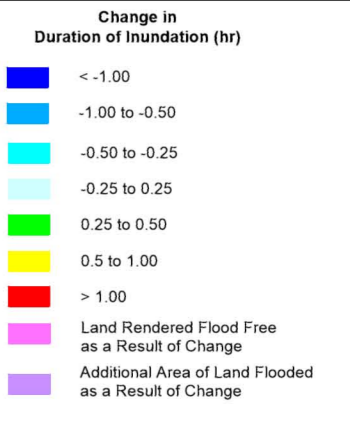 Change in
Duration of Inundation (hr)
< -1.00
-1.00 to -0.50
-0.50 to -0.25
-0.25 to 0.25
0.25 to 0.50
0.5 to 1.00
> 1.00
Land Rendered Flood Free
as a Result of Change
Additional Area of Land Flooded
as a Result of Change